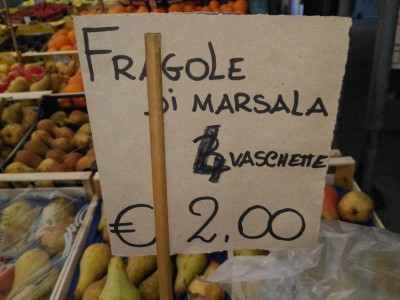 FRAGOLE
Di MARSALA
VASCHETTE
€ 2.00